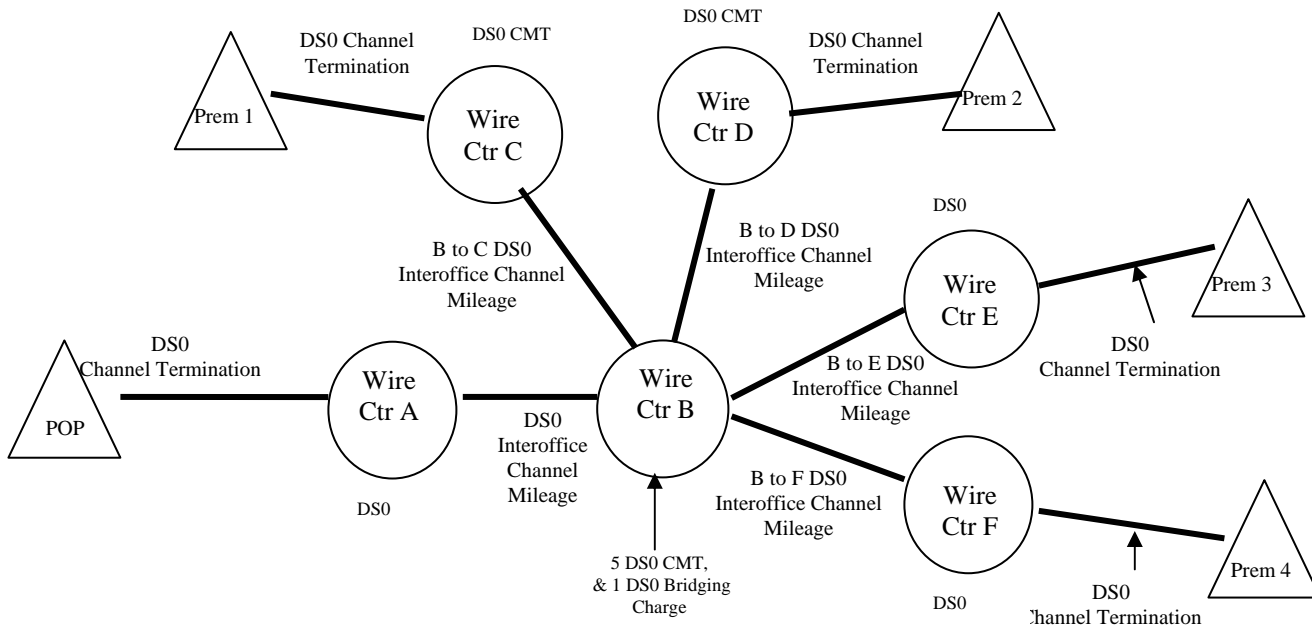 DS0 CMT
DS0 Channel
Termination
Prem 1
Wire
Ctr C
DS0 CMT
DS0 Channel
Termination
Prem 2
Wire
Ctr D
B to C DS0
Interoffice Channel
Mileage
B to D DS0
Interoffice Channel
Mileage
DS0
Wire
Ctr E
Prem 3
DS0
Channel Termination
DS0
Channel Termination
POP
Wire
Ctr A
DS0
DS0
Interoffice
Channel
Mileage
Wire
Ctr B
B to E DS0
Interoffice Channel
Mileage
B to F DS0
Interoffice Channel
Mileage
5 DS0 CMT,
& 1 DS0 Bridging
Charge
Wire
Ctr F
DS0
Prem 4
DS0
Channel Termination